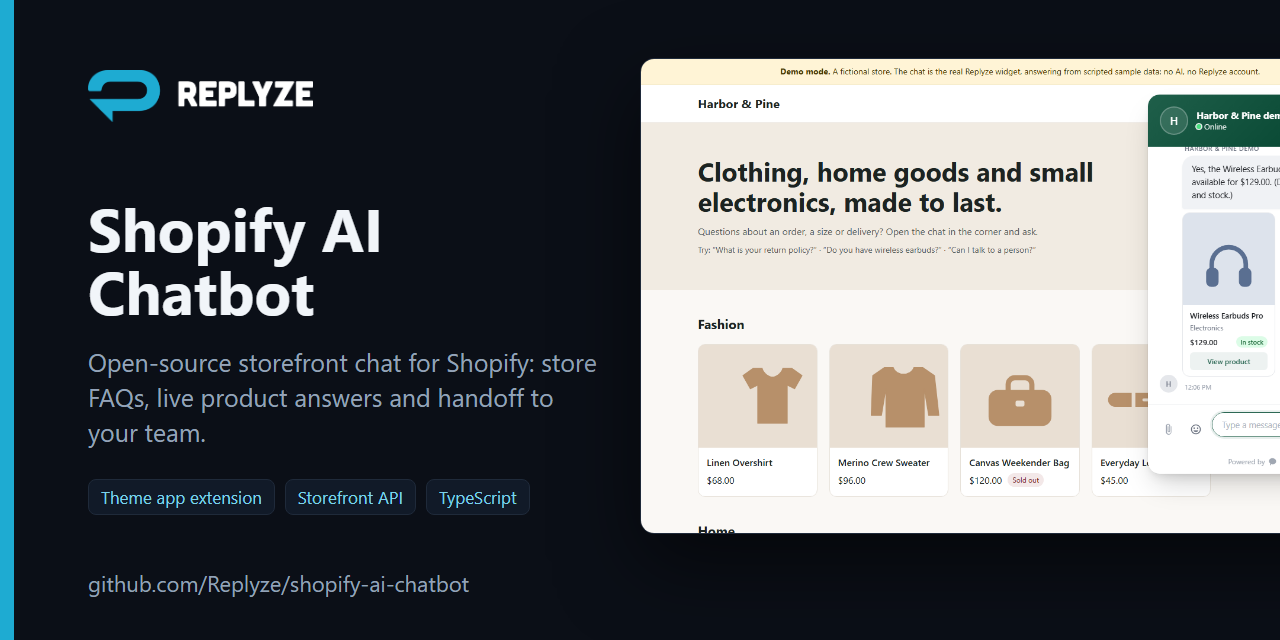 REPLYZE
Shopify AI
Chatbot
Open-source storefront chat for Shopify: store
FAQs, live product answers and handoff to
your team.
Theme app extension
Storefront API
TypeScript
github.com/Replyze/shopify-ai-chatbot
Demo mode. A fictional store. The chat is the real Replyze widget, answering from scripted sample data: no AI, no Replyze account.
Harbor & Pine
Clothing, home goods and small
electronics, made to last.
Questions about an order, a size or delivery? Open the chat in the corner and ask.
Try: "What is your return policy?" · "Do you have wireless earbuds?" · "Can I talk to a person?"
Fashion
Linen Overshirt
$68.00
Merino Crew Sweater
$96.00
Canvas Weekender Bag
$120.00 Sold out
Everyday
$45.00
Home
H
Harbor & Pine
Online
HARBOR & PINE DEMO
Yes, the Wireless
available for $129.00.
and stock.)
Wireless Earbuds Pro
Electronics
$129.00 In stock
View product
H
12:06 PM
Type a message
Powered by